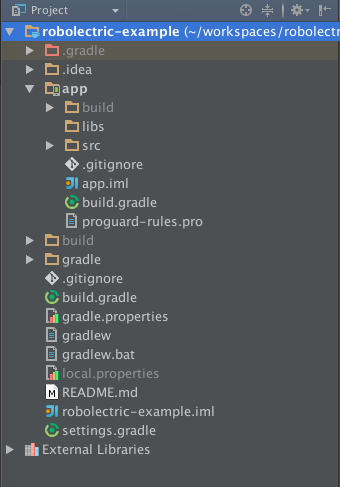 Project
robolectric-example (~/workspaces/robolectr
.gradle
.idea
app
build
libs
src
.gitignore
app.iml
build.gradle
proguard-rules.pro
build
gradle
.gitignore
build.gradle
gradle.properties
gradlew
gradlew.bat
local.properties
README.md
robolectric-example.iml
settings.gradle
External Libraries